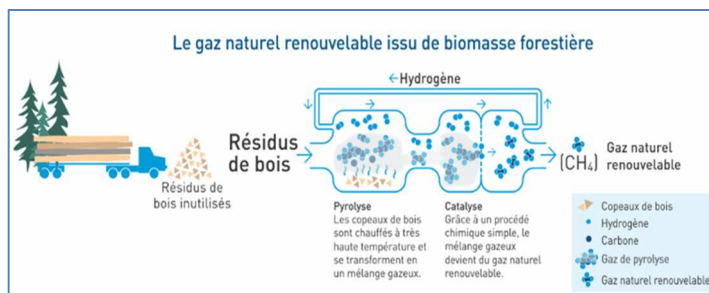 Le gaz naturel renouvelable issu de biomasse forestière
Hydrogène
Résidus
de bois
Résidus de
bois inutilisés
(CH₄)
Gaz naturel
renouvelable
Pyrolyse
Les copeaux de bois
sont chauffés à très
haute température et
se transforment en
un mélange gazeux.
Catalyse
Grâce à un procédé
chimique simple, le
mélange gazeux
devient du gaz naturel
renouvelable.
Copeaux de bois
Hydrogène
Carbone
Gaz de pyrolyse
Gaz naturel renouvelable